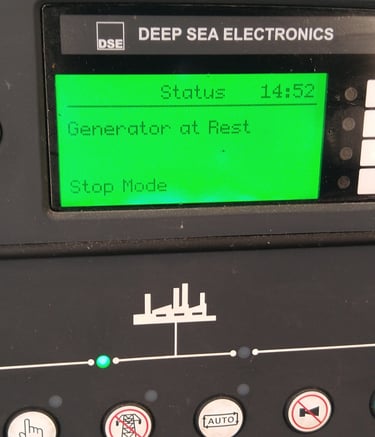 DSE DEEP SEA ELECTRONICS
Status 14:52
Generator at Rest
Stop Mode
AUTO